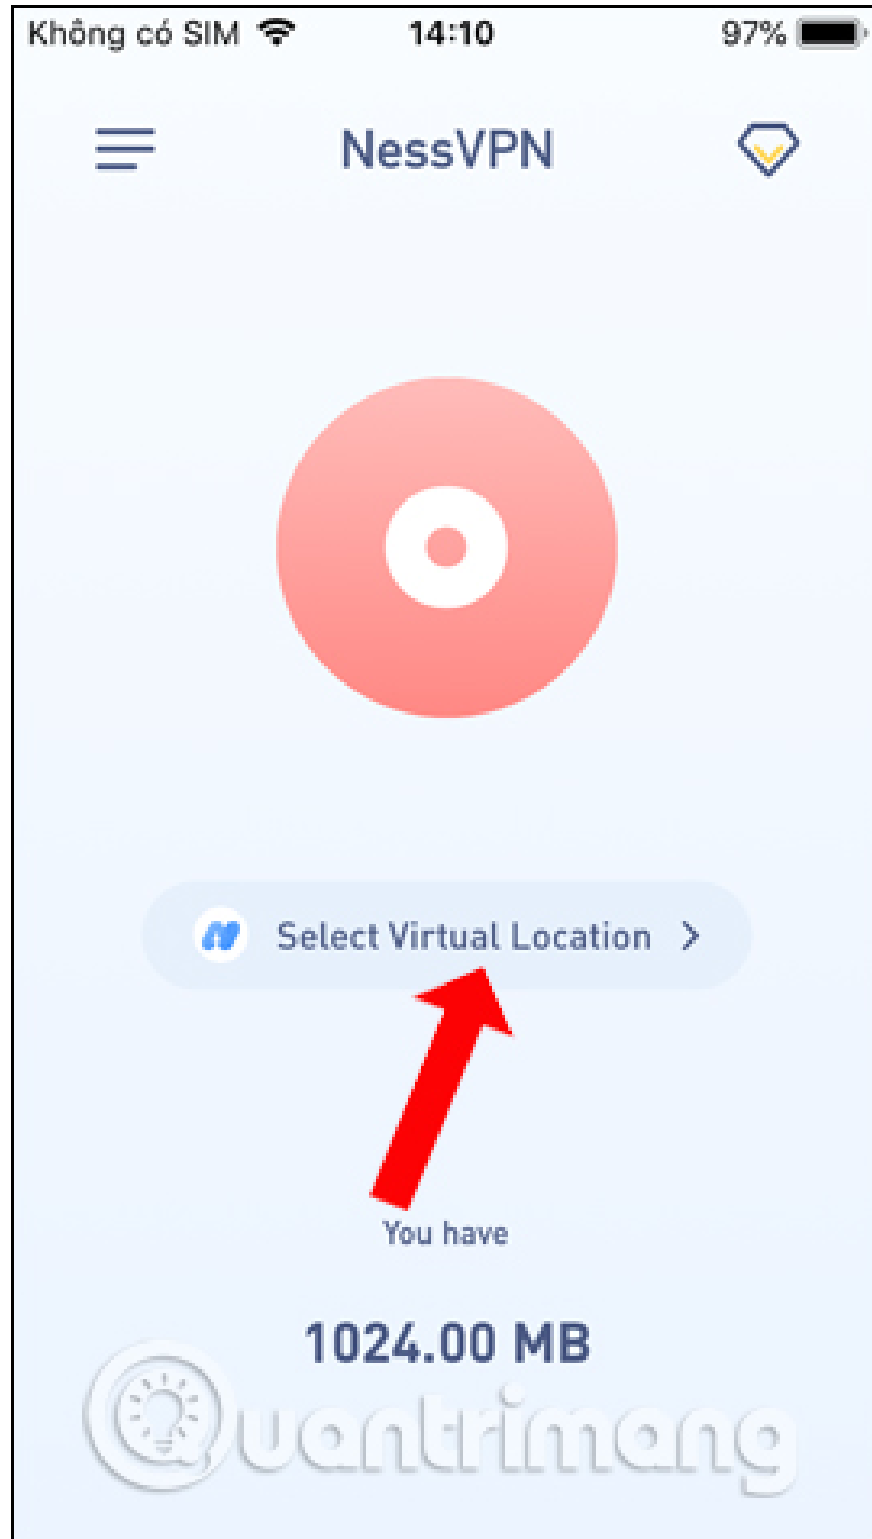 Không có SIM 14:10 97%
NessVPN
Select Virtual Location
You have
1024.00 MB
Quantrimang